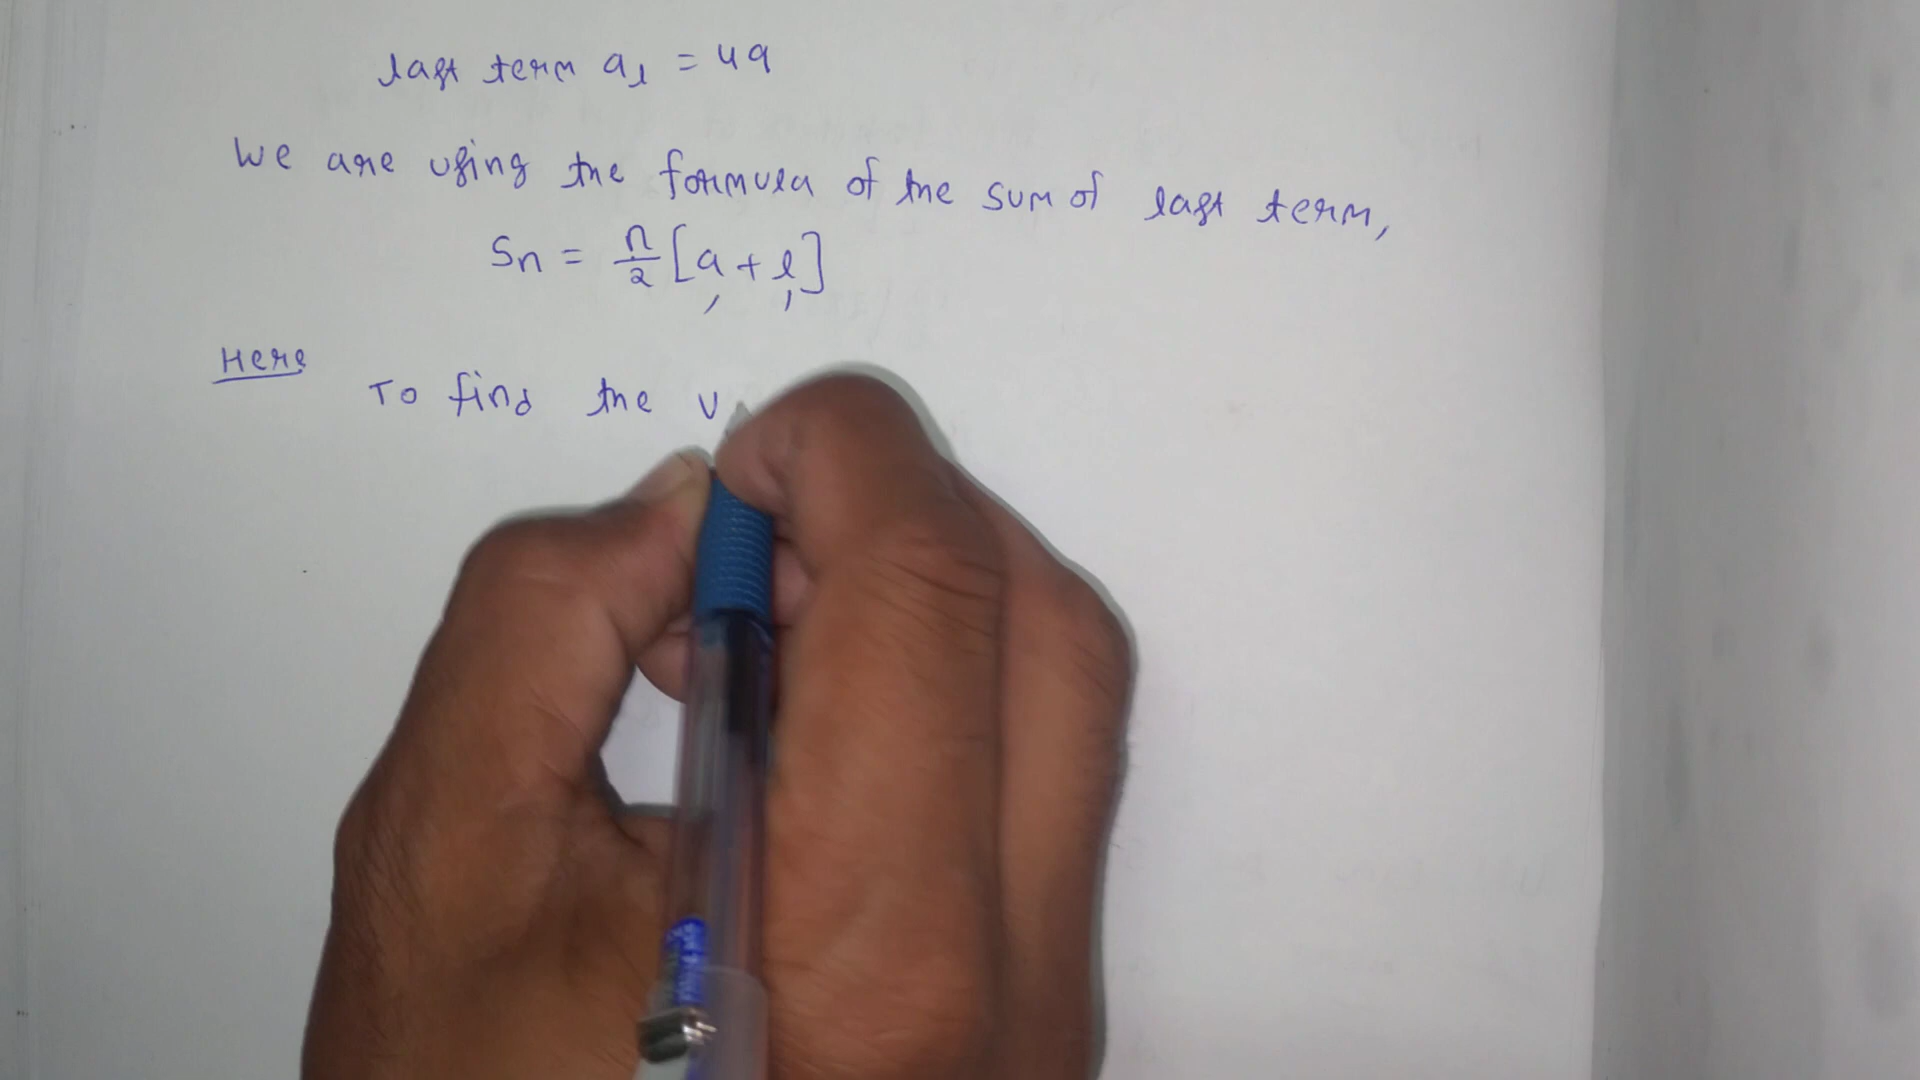 last term a_l = 49
We are using the formula of the sum of last term,
Sn = n/2 [a + l]
Here
To find the v